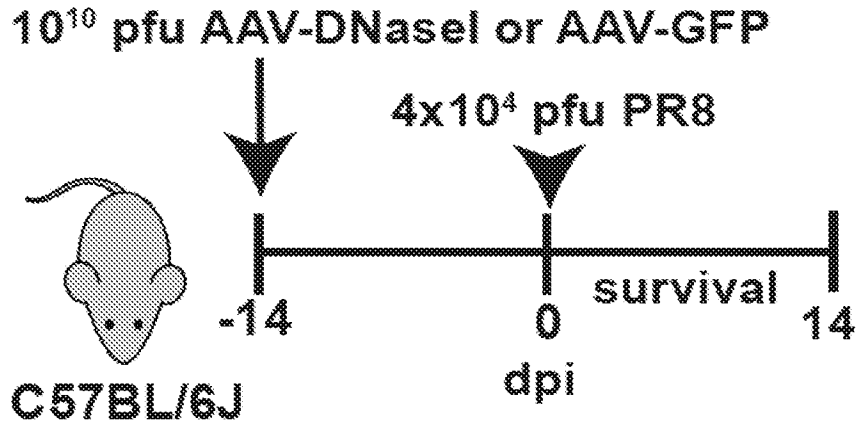 10¹⁰ pfu AAV-DNaseI or AAV-GFP
4x10⁴ pfu PR8
survival
-14
0
14
dpi
C57BL/6J